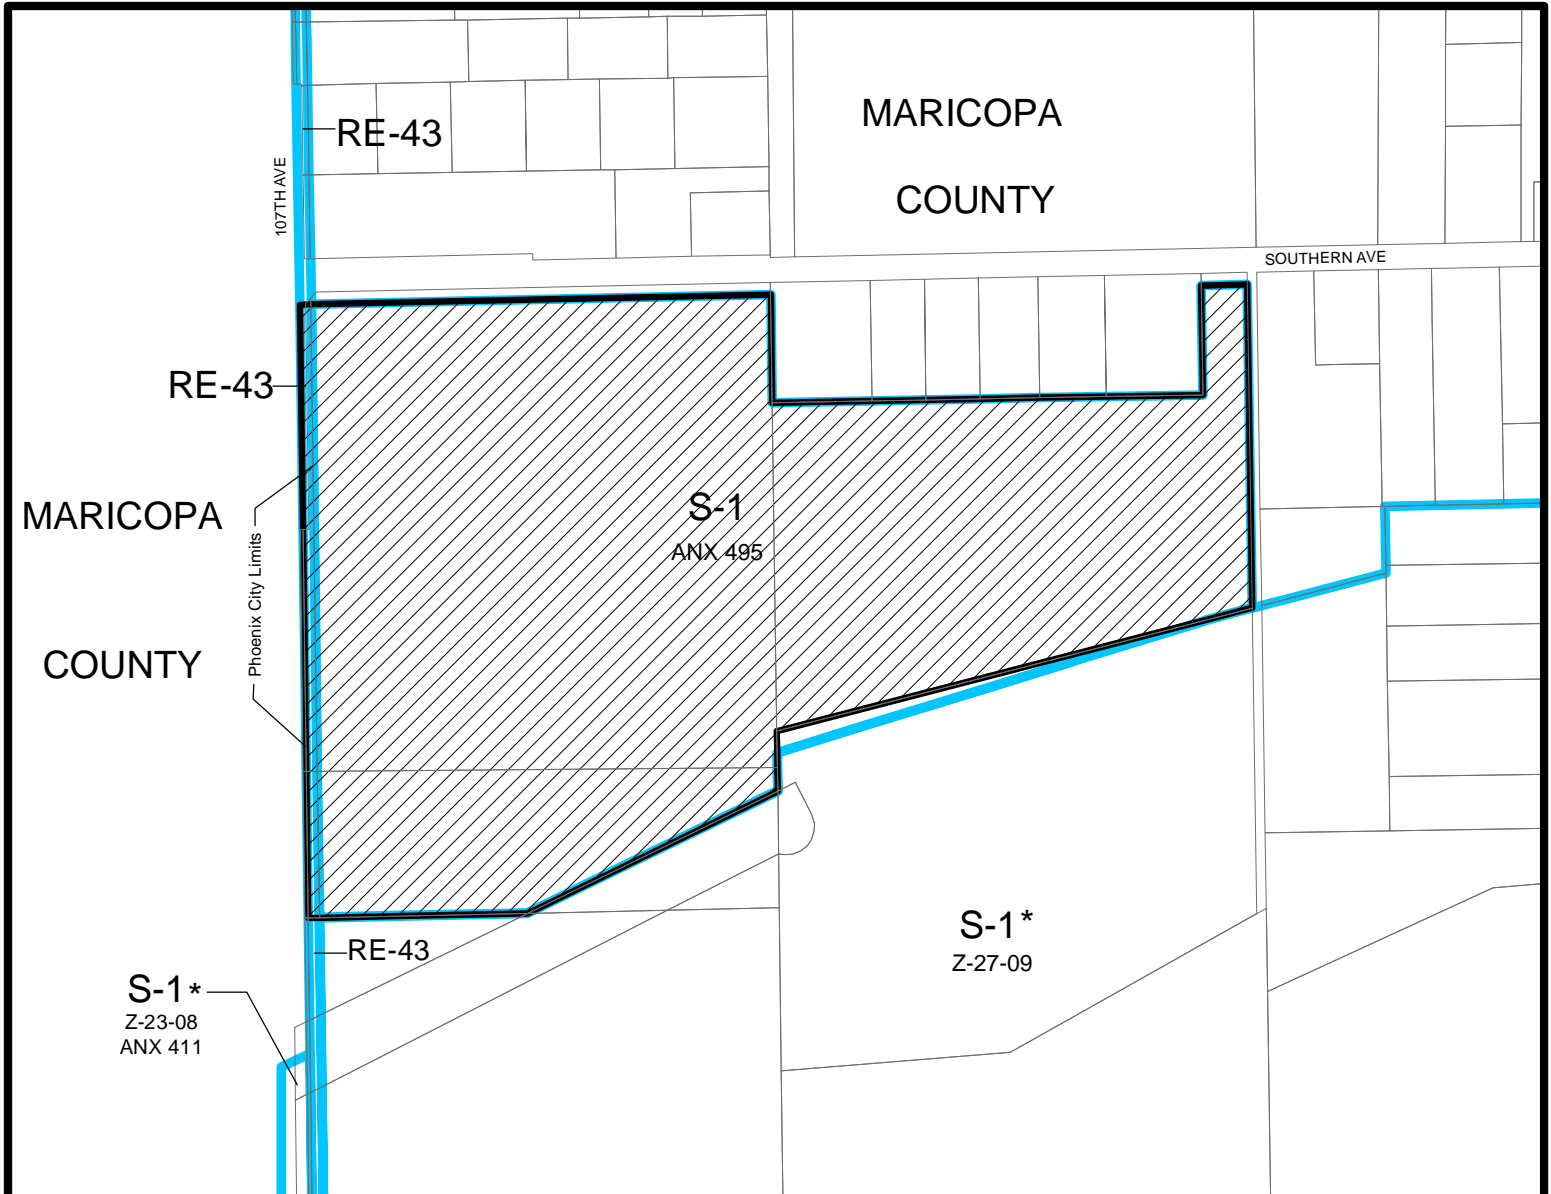 MARICOPA
COUNTY
RE-43
107TH AVE
SOUTHERN AVE
RE-43
MARICOPA
COUNTY
Phoenix City Limits
S-1
ANX 495
S-1*
Z-27-09
RE-43
S-1*
Z-23-08
ANX 411